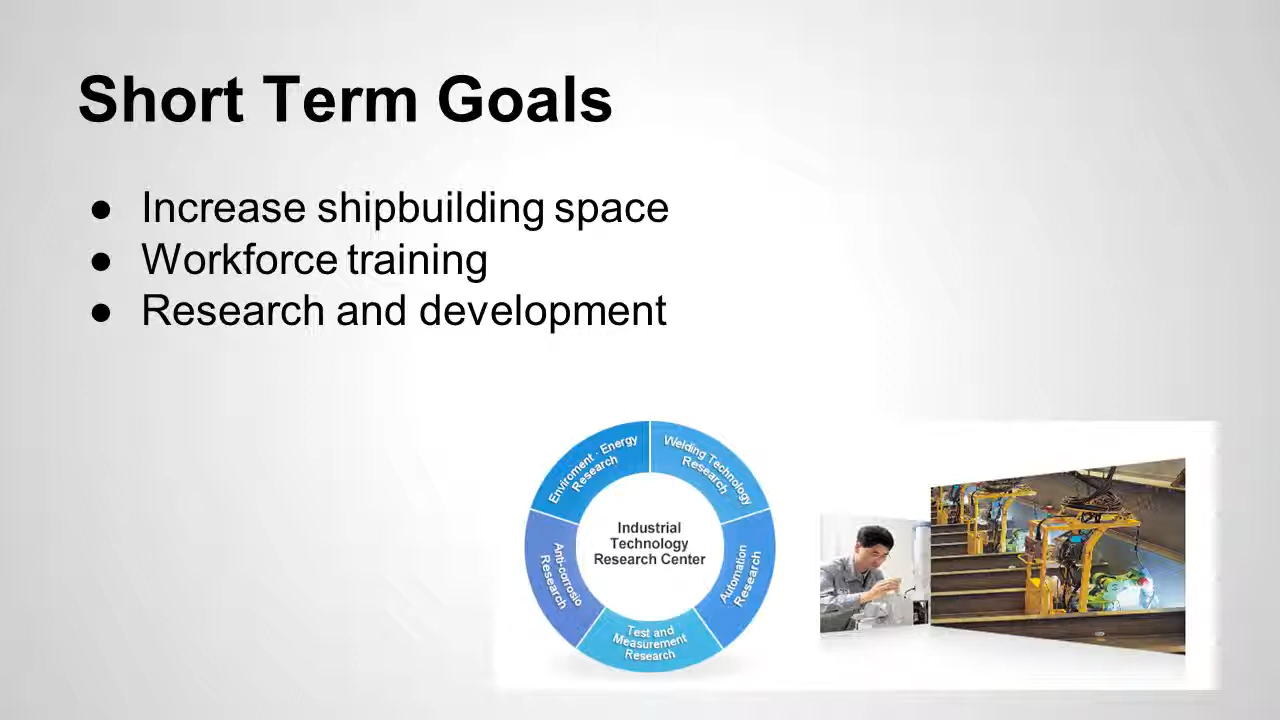 Short Term Goals
● Increase shipbuilding space
● Workforce training
● Research and development
Enviroment · Energy
Research
Welding Technology
Research
Industrial
Technology
Research Center
Anti-corrosio
Research
Automation
Research
Test and
Measurement
Research